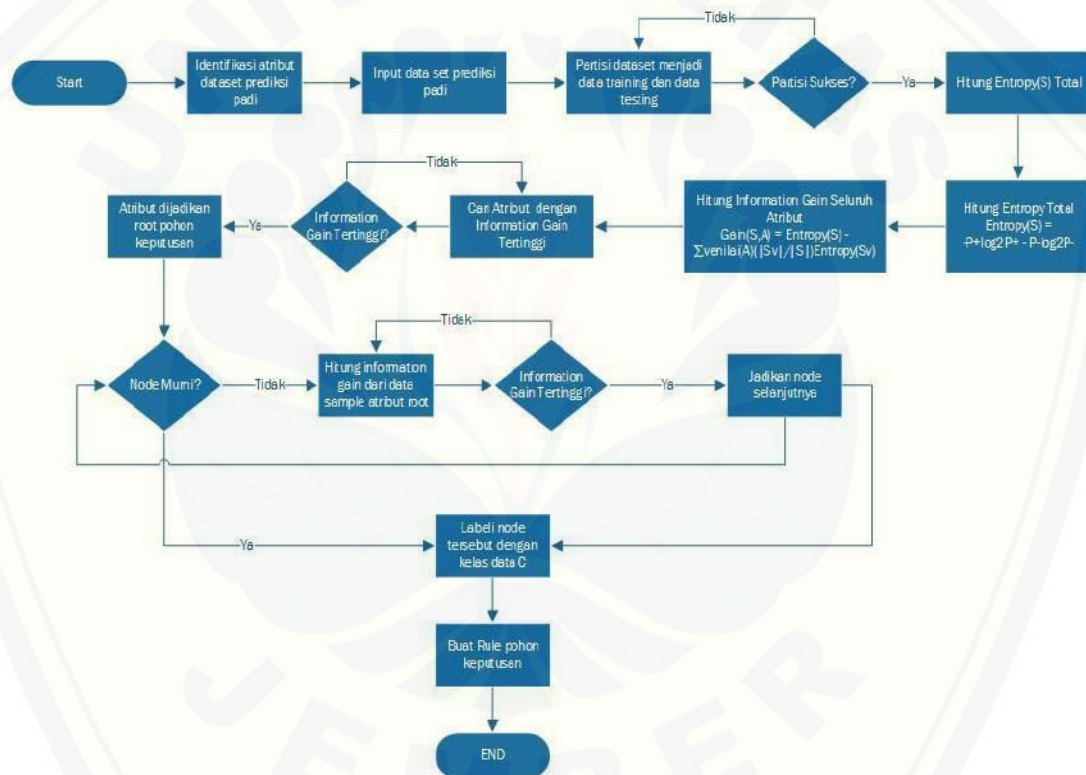 Tidak
Start
Identifikasi atribut
dataset prediksi
padi
Input data set prediksi
padi
Partisi dataset menjadi
data training dan data
testing
Partisi Sukses?
Ya
Hitung Entropy(S) Total
Tidak
Atribut dijadikan
root pohon
keputusan
Ya
Information
Gain Tertinggi?
Cari Atribut dengan
Information Gain
Tertinggi
Hitung Information Gain Seluruh
Atribut
Gain(S,A) = Entropy(S) -
∑venilai(A)(|Sv|/|S|)Entropy(Sv)
Hitung Entropy Total
Entropy(S) =
-P+log2P+ - P-log2P-
Tidak
Node Murni?
Tidak
Hitung information
gain dari data
sample atribut root
Information
Gain Tertinggi?
Ya
Jadikan node
selanjutnya
Ya
Labeli node
tersebut dengan
kelas data C
Buat Rule pohon
keputusan
END
UNIVERSITAS
JEMBER